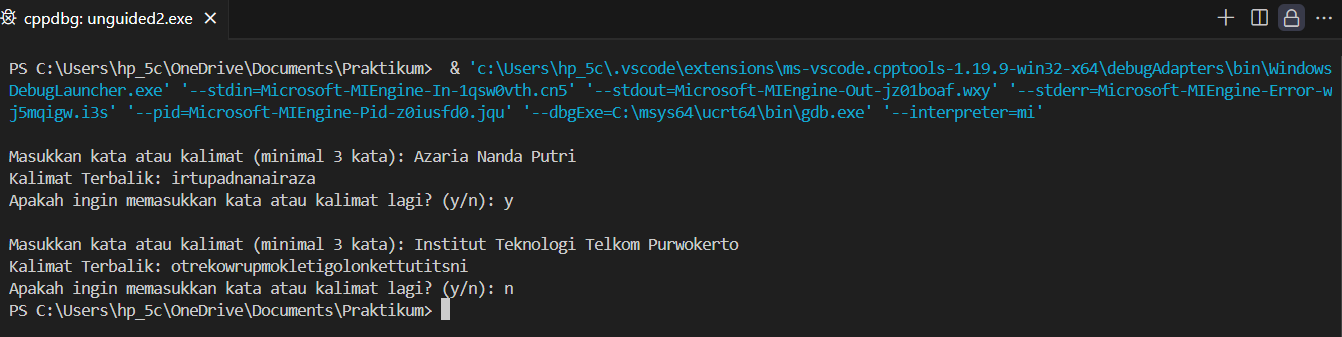 cppdbg: unguided2.exe
PS C:\Users\hp_5c\OneDrive\Documents\Praktikum>  & 'c:\Users\hp_5c\.vscode\extensions\ms-vscode.cpptools-1.19.9-win32-x64\debugAdapters\bin\Windows
DebugLauncher.exe' '--stdin=Microsoft-MIEngine-In-1qsw0vth.cn5' '--stdout=Microsoft-MIEngine-Out-jz01boaf.wxy' '--stderr=Microsoft-MIEngine-Error-w
j5mqigw.i3s' '--pid=Microsoft-MIEngine-Pid-z0iusfd0.jqu' '--dbgExe=C:\msys64\ucrt64\bin\gdb.exe' '--interpreter=mi'
Masukkan kata atau kalimat (minimal 3 kata): Azaria Nanda Putri
Kalimat Terbalik: irtupadnanairaza
Apakah ingin memasukkan kata atau kalimat lagi? (y/n): y
Masukkan kata atau kalimat (minimal 3 kata): Institut Teknologi Telkom Purwokerto
Kalimat Terbalik: otrekowrupmokletigolonkettutitsni
Apakah ingin memasukkan kata atau kalimat lagi? (y/n): n
PS C:\Users\hp_5c\OneDrive\Documents\Praktikum>